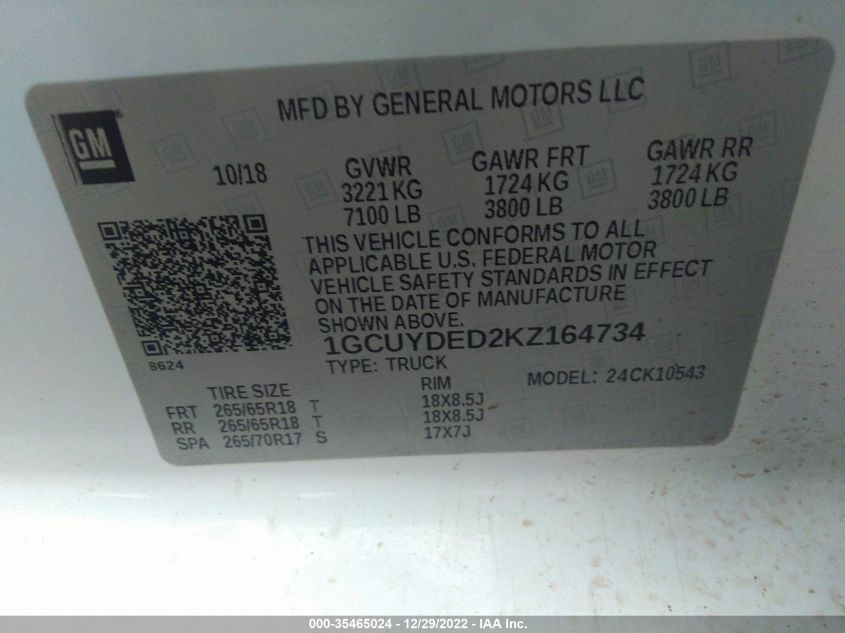 MFD BY GENERAL MOTORS LLC
GM
10/18 GVWR GAWR FRT GAWR RR
3221 KG 1724 KG 1724 KG
7100 LB 3800 LB 3800 LB
THIS VEHICLE CONFORMS TO ALL
APPLICABLE U.S. FEDERAL MOTOR
VEHICLE SAFETY STANDARDS IN EFFECT
ON THE DATE OF MANUFACTURE
SHOWN ABOVE.
8624
1GCUYDED2KZ164734
TYPE: TRUCK
MODEL: 24CK10543
TIRE SIZE RIM
FRT 265/65R18 T 18X8.5J
RR 265/65R18 T 18X8.5J
SPA 265/70R17 S 17X7J
000-35465024 - 12/29/2022 - IAA Inc.